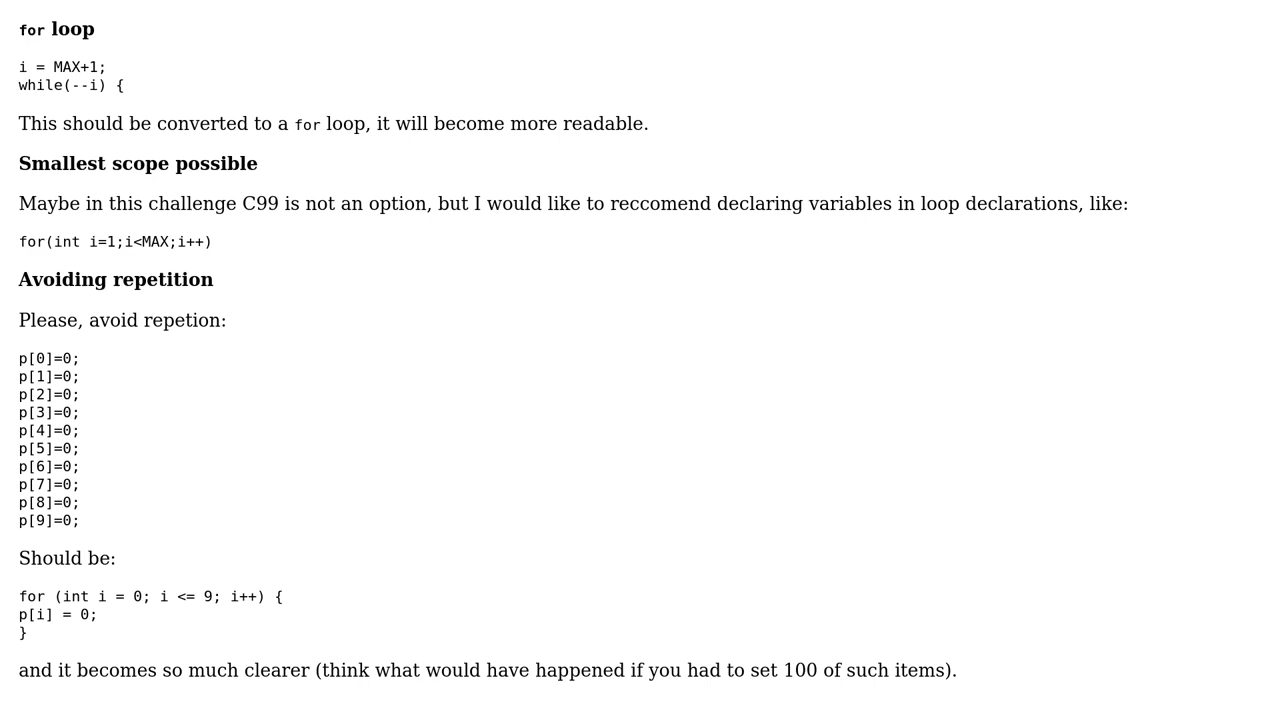 for loop
i = MAX+1;
while(--i) {
This should be converted to a for loop, it will become more readable.
Smallest scope possible
Maybe in this challenge C99 is not an option, but I would like to reccomend declaring variables in loop declarations, like:
for(int i=1;i<MAX;i++)
Avoiding repetition
Please, avoid repetion:
p[0]=0;
p[1]=0;
p[2]=0;
p[3]=0;
p[4]=0;
p[5]=0;
p[6]=0;
p[7]=0;
p[8]=0;
p[9]=0;
Should be:
for (int i = 0; i <= 9; i++) {
p[i] = 0;
}
and it becomes so much clearer (think what would have happened if you had to set 100 of such items).